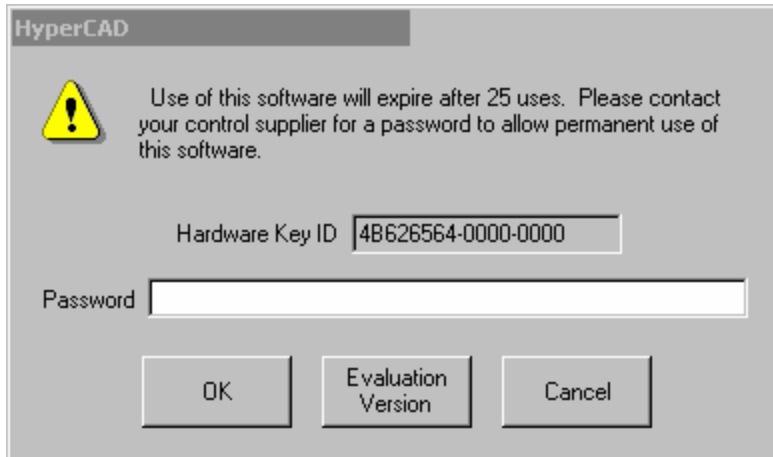 HyperCAD
Use of this software will expire after 25 uses.  Please contact
your control supplier for a password to allow permanent use of
this software.
Hardware Key ID 4B626564-0000-0000
Password
OK
Evaluation
Version
Cancel